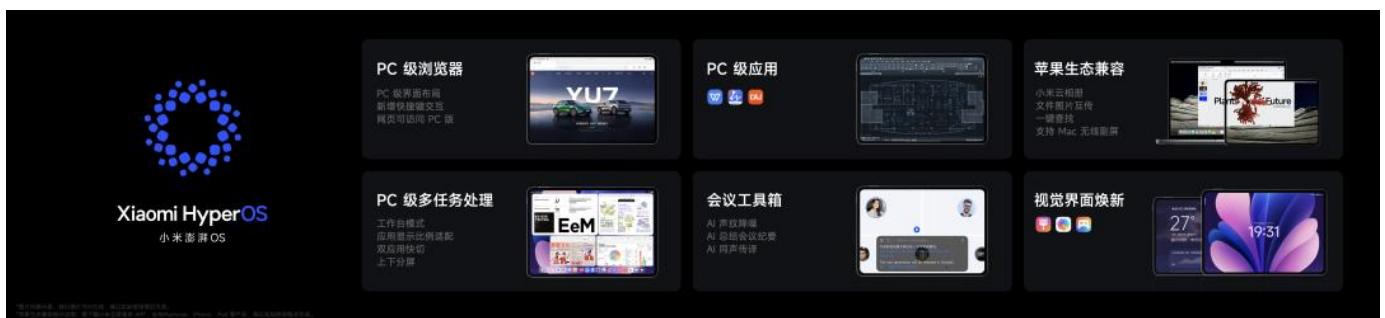 Xiaomi HyperOS
小米澎湃OS
PC 级浏览器
PC 级界面布局
新增快捷键交互
网页可访问 PC 版
YU7
PC 级应用
苹果生态兼容
小米云相册
文件照片互传
一键查找
支持 Mac 无线副屏
PC 级多任务处理
工作台模式
应用显示比例适配
双应用快切
上下分屏
EeM
会议工具箱
AI 声纹降噪
AI 总结会议纪要
AI 同声传译
视觉界面焕新
27°
19:31